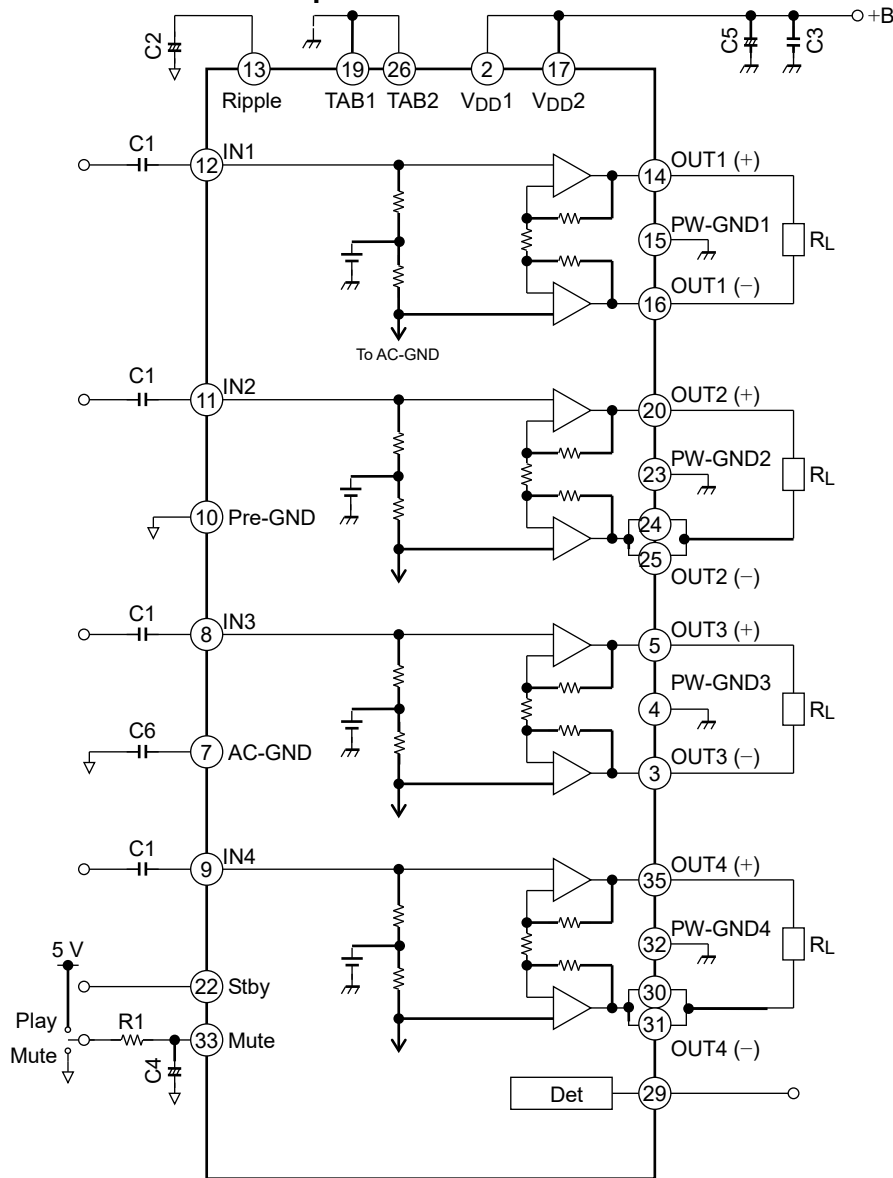 +B
C2
C5
C3
13
19
26
2
17
Ripple
TAB1
TAB2
VDD1
VDD2
C1
12
IN1
14
OUT1 (+)
15
PW-GND1
RL
16
OUT1 (−)
To AC-GND
C1
11
IN2
20
OUT2 (+)
23
PW-GND2
RL
10
Pre-GND
24
25
OUT2 (−)
C1
8
IN3
5
OUT3 (+)
4
PW-GND3
RL
C6
7
AC-GND
3
OUT3 (−)
C1
9
IN4
35
OUT4 (+)
32
PW-GND4
RL
5 V
22
Stby
30
31
OUT4 (−)
Play
Mute
R1
33
Mute
C4
Det
29